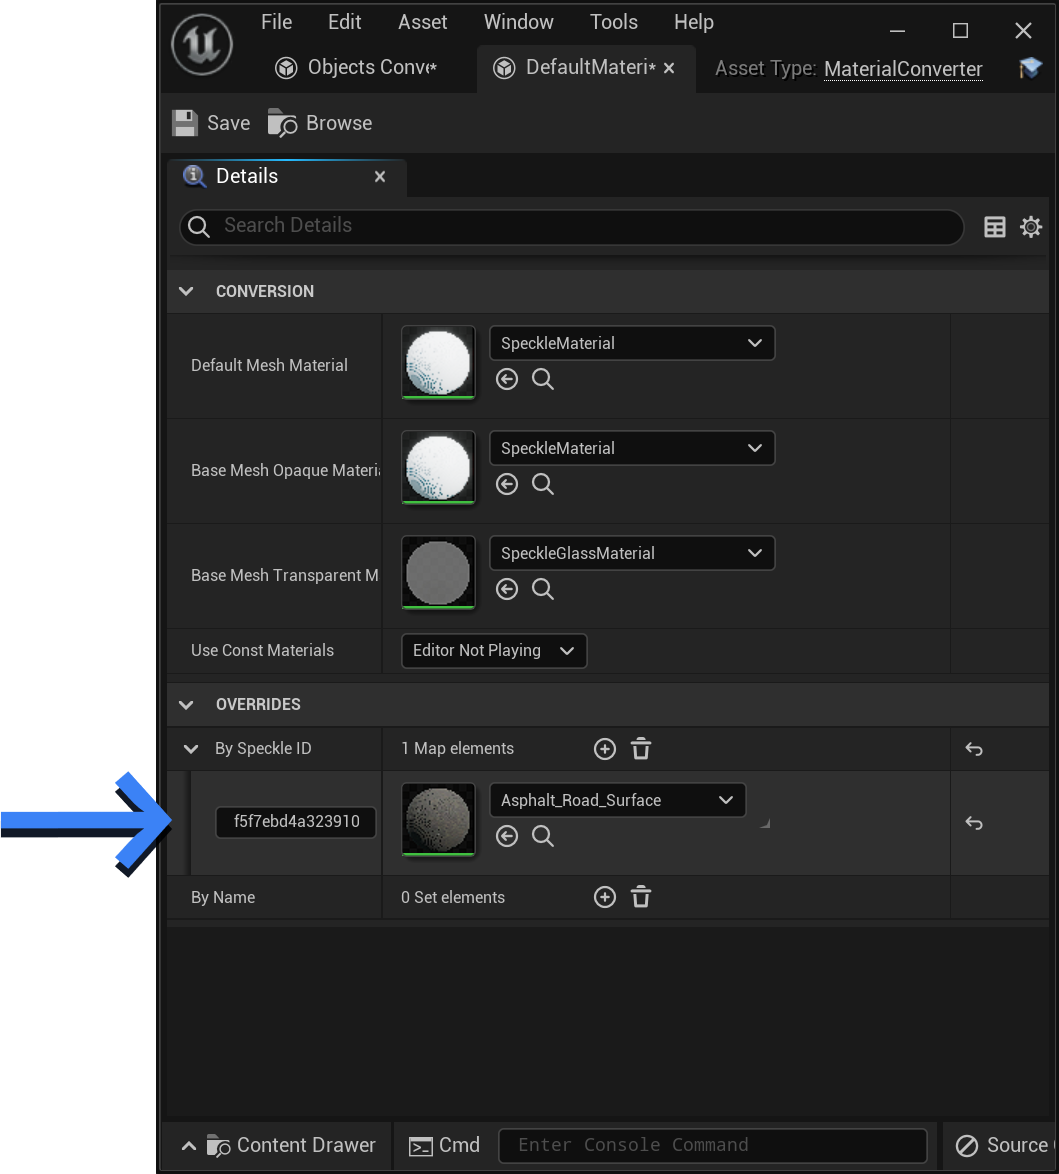 File Edit Asset Window Tools Help
Objects Conv* DefaultMateri* Asset Type: MaterialConverter
Save Browse
Details
Search Details
CONVERSION
Default Mesh Material SpeckleMaterial
Base Mesh Opaque Materi SpeckleMaterial
Base Mesh Transparent M SpeckleGlassMaterial
Use Const Materials Editor Not Playing
OVERRIDES
By Speckle ID 1 Map elements
f5f7ebd4a323910 Asphalt_Road_Surface
By Name 0 Set elements
Content Drawer Cmd Enter Console Command Source